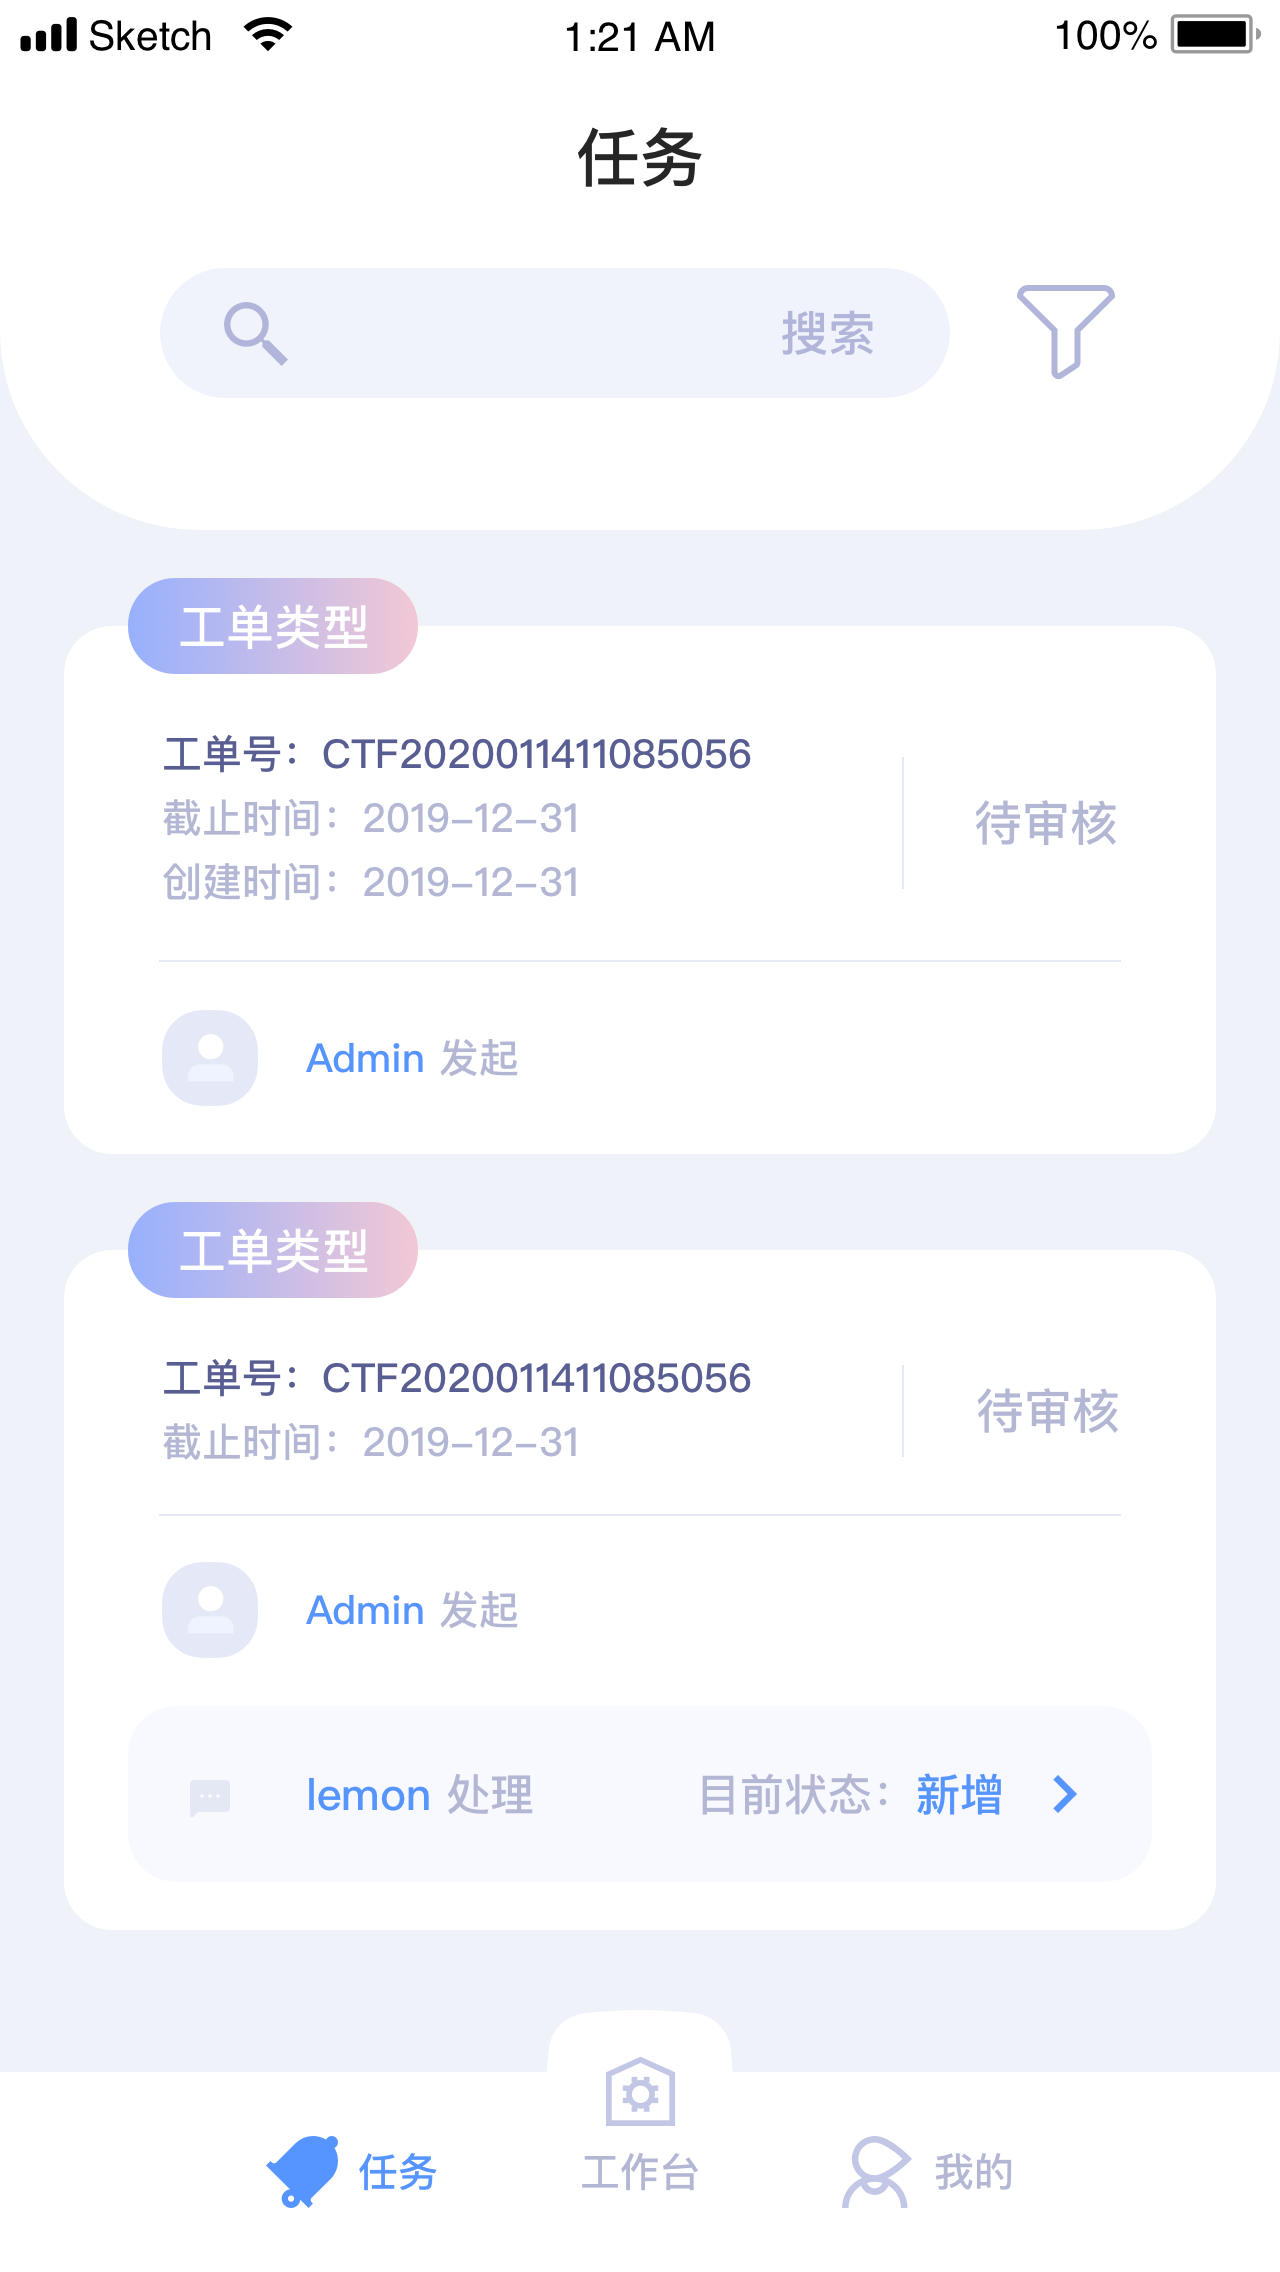 Sketch 1:21 AM 100%
任务
搜索
工单类型
工单号：CTF2020011411085056
截止时间：2019-12-31
待审核
创建时间：2019-12-31
Admin 发起
工单类型
工单号：CTF2020011411085056
待审核
截止时间：2019-12-31
Admin 发起
lemon 处理 目前状态：新增
任务 工作台 我的